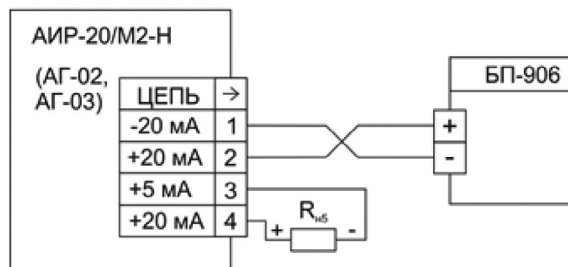 АИР-20/М2-Н
(АГ-02,
АГ-03)
БП-906
ЦЕПЬ →
-20 мА 1
+20 мА 2
+5 мА 3
+20 мА 4
+
-
Rн5
+ -